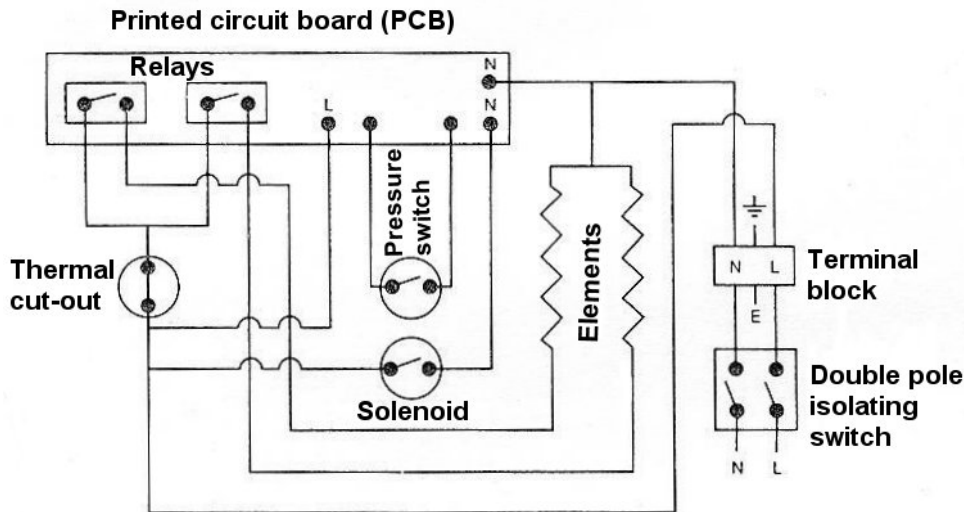 Printed circuit board (PCB)
Relays
N
L
N
Pressure
switch
Thermal
cut-out
Elements
N L
Terminal
block
E
Solenoid
Double pole
isolating
switch
N L